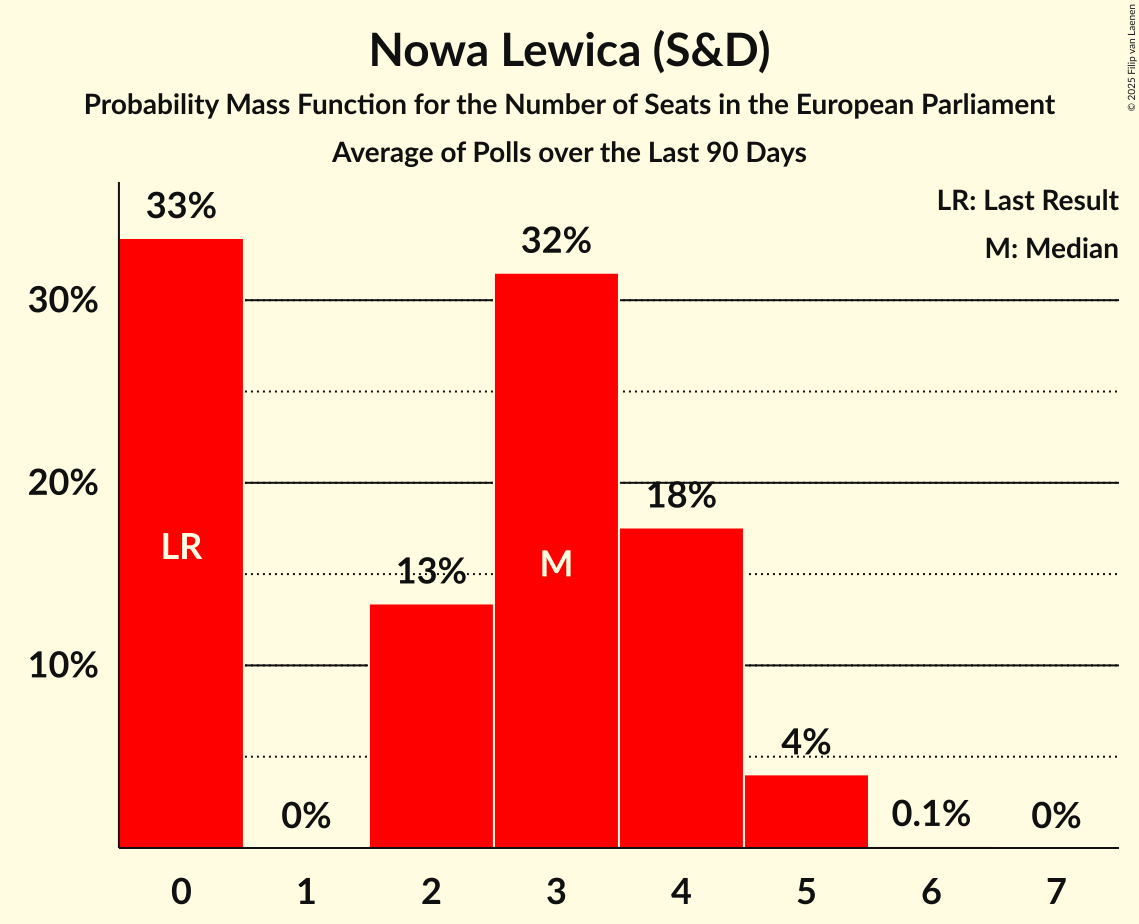 Nowa Lewica (S&D)
Probability Mass Function for the Number of Seats in the European Parliament
Average of Polls over the Last 90 Days
© 2025 Filip van Laenen
LR: Last Result
M: Median
33%
32%
30%
20%
18%
LR
13%
M
10%
4%
0%
0.1%
0%
0 1 2 3 4 5 6 7